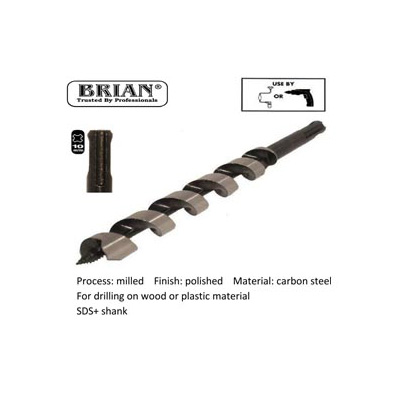 BRIAN®
Trusted By Professionals
USE BY
OR
10
Process: milled Finish: polished Material: carbon steel
For drilling on wood or plastic material
SDS+ shank